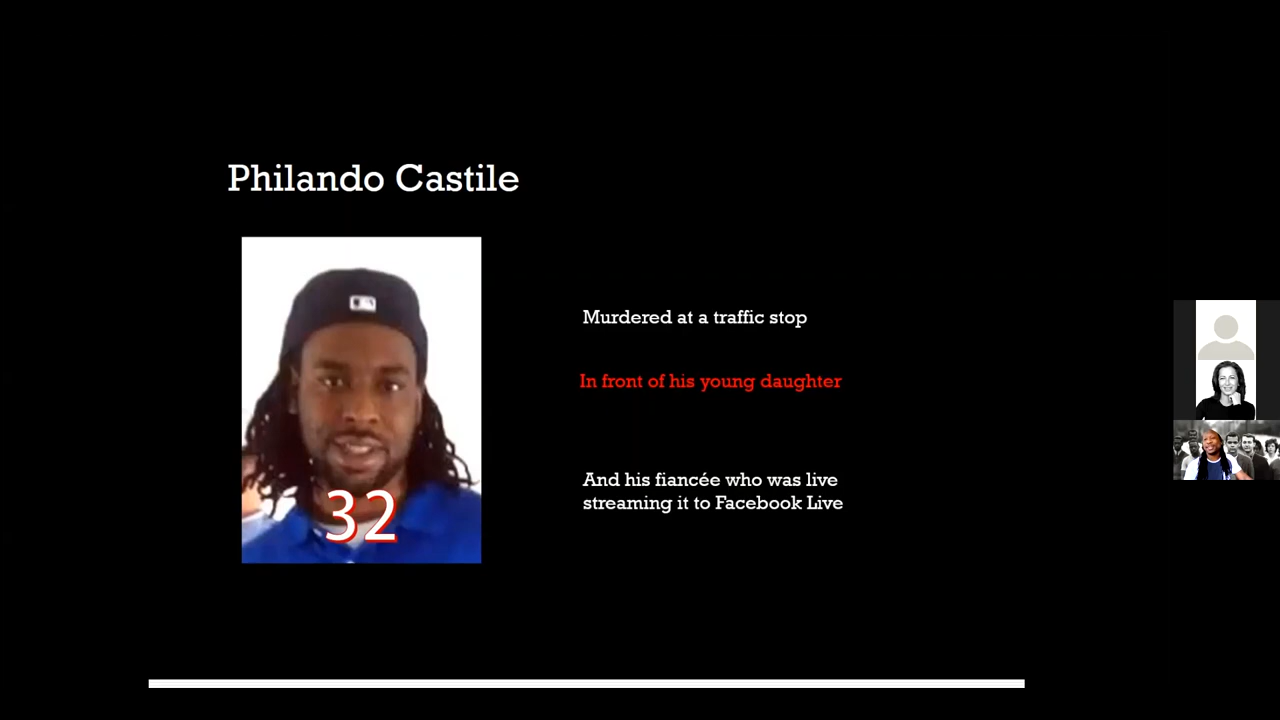 Philando Castile
Murdered at a traffic stop
In front of his young daughter
And his fiancée who was live
streaming it to Facebook Live
32